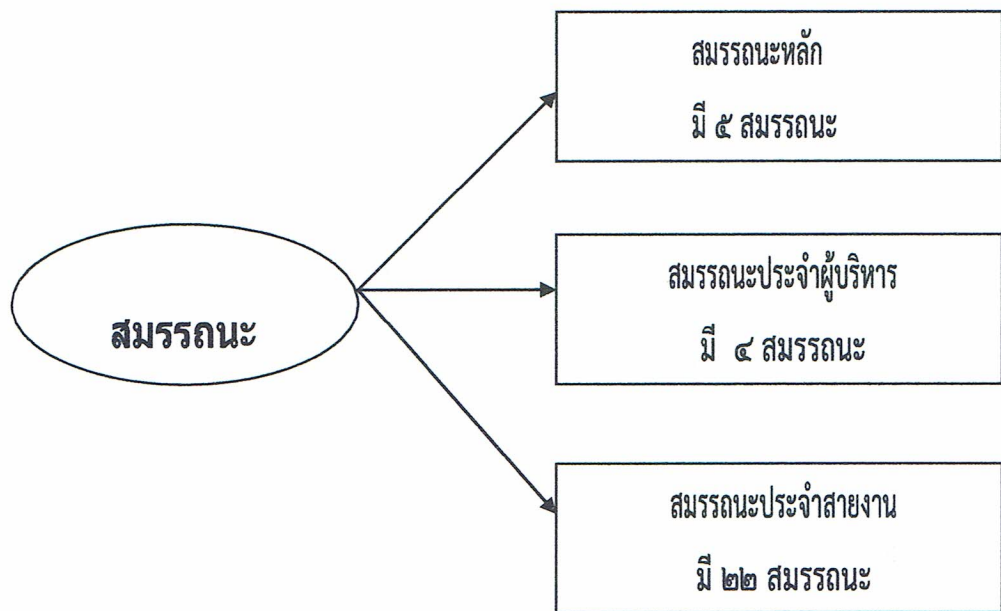 สมรรถนะ
สมรรถนะหลัก
มี ๕ สมรรถนะ
สมรรถนะประจำผู้บริหาร
มี ๔ สมรรถนะ
สมรรถนะประจำสายงาน
มี ๒๒ สมรรถนะ